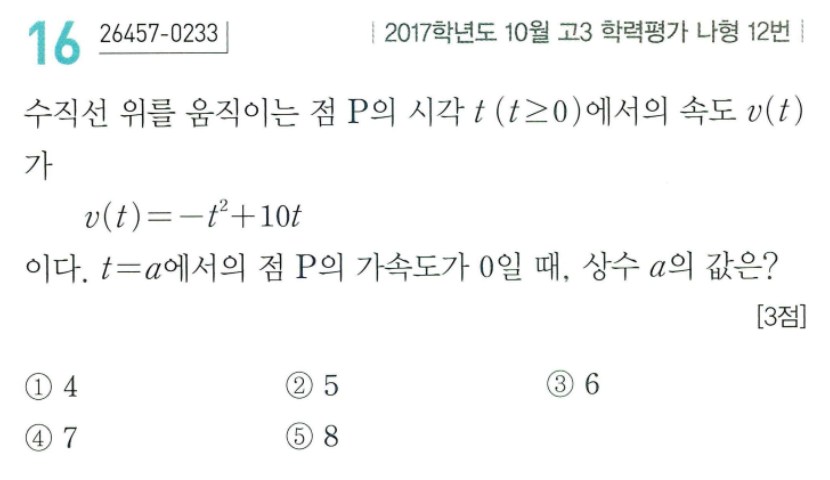 16 26457-0233 2017학년도 10월 고3 학력평가 나형 12번
수직선 위를 움직이는 점 P의 시각 t (t≥0)에서의 속도 v(t)
가
v(t)=-t²+10t
이다. t=a에서의 점 P의 가속도가 0일 때, 상수 a의 값은?
[3점]
① 4 ② 5 ③ 6
④ 7 ⑤ 8